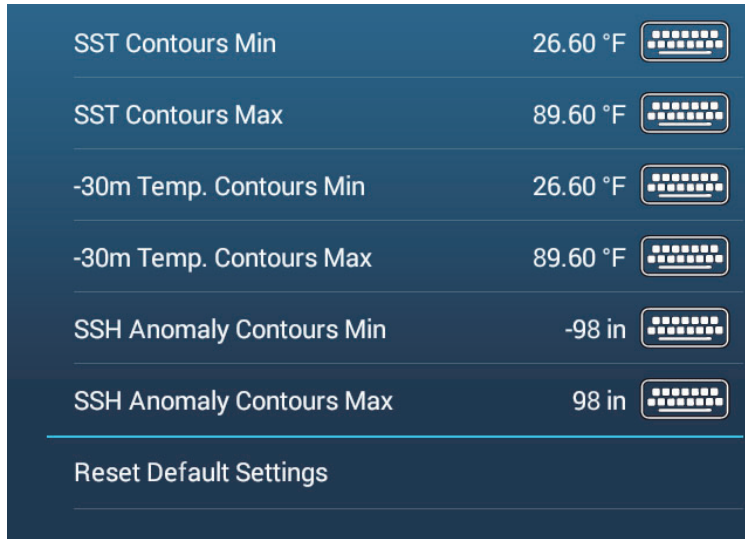 SST Contours Min 26.60 °F
SST Contours Max 89.60 °F
-30m Temp. Contours Min 26.60 °F
-30m Temp. Contours Max 89.60 °F
SSH Anomaly Contours Min -98 in
SSH Anomaly Contours Max 98 in
Reset Default Settings